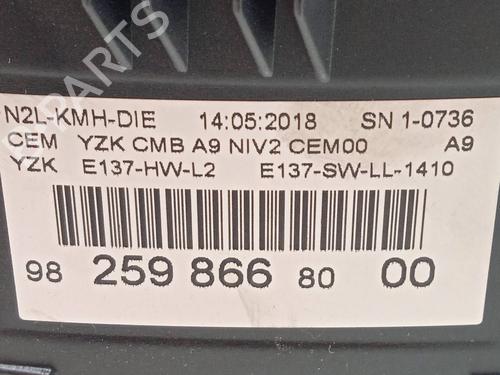 PARTS
N2L-KMH-DIE 14:05:2018 SN 1-0736
CEM YZK CMB A9 NIV2 CEM00 A9
YZK E137-HW-L2 E137-SW-LL-1410
98 259 866 80 00